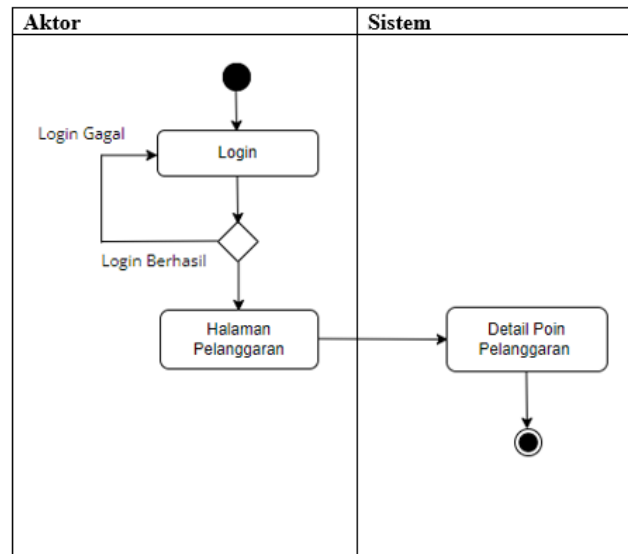 Aktor
Sistem
Login Gagal
Login
Login Berhasil
Halaman
Pelanggaran
Detail Poin
Pelanggaran